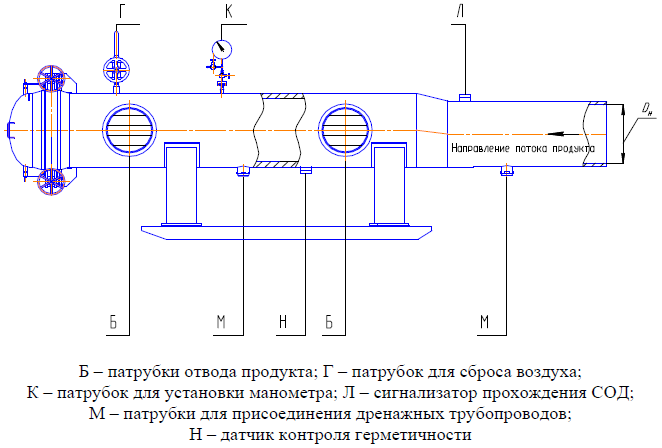 Г К Л
Dн
Направление потока продукта
Б М Н Б М
Б – патрубки отвода продукта; Г – патрубок для сброса воздуха;
К – патрубок для установки манометра; Л – сигнализатор прохождения СОД;
М – патрубки для присоединения дренажных трубопроводов;
Н – датчик контроля герметичности